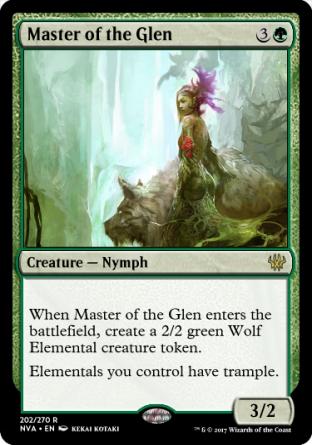 Master of the Glen 3
Creature — Nymph
When Master of the Glen enters the
battlefield, create a 2/2 green Wolf
Elemental creature token.
Elementals you control have trample.
3/2
202/270 R
NVA • EN KEKAI KOTAKI
™ & © 2017 Wizards of the Coast